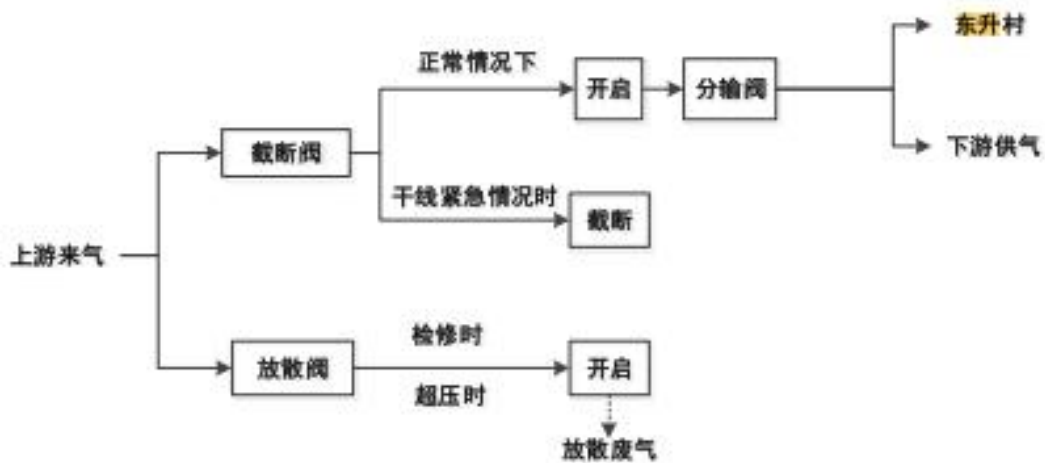 东升村
正常情况下
开启
分输阀
截断阀
下游供气
干线紧急情况时
截断
上游来气
检修时
放散阀
开启
超压时
放散废气